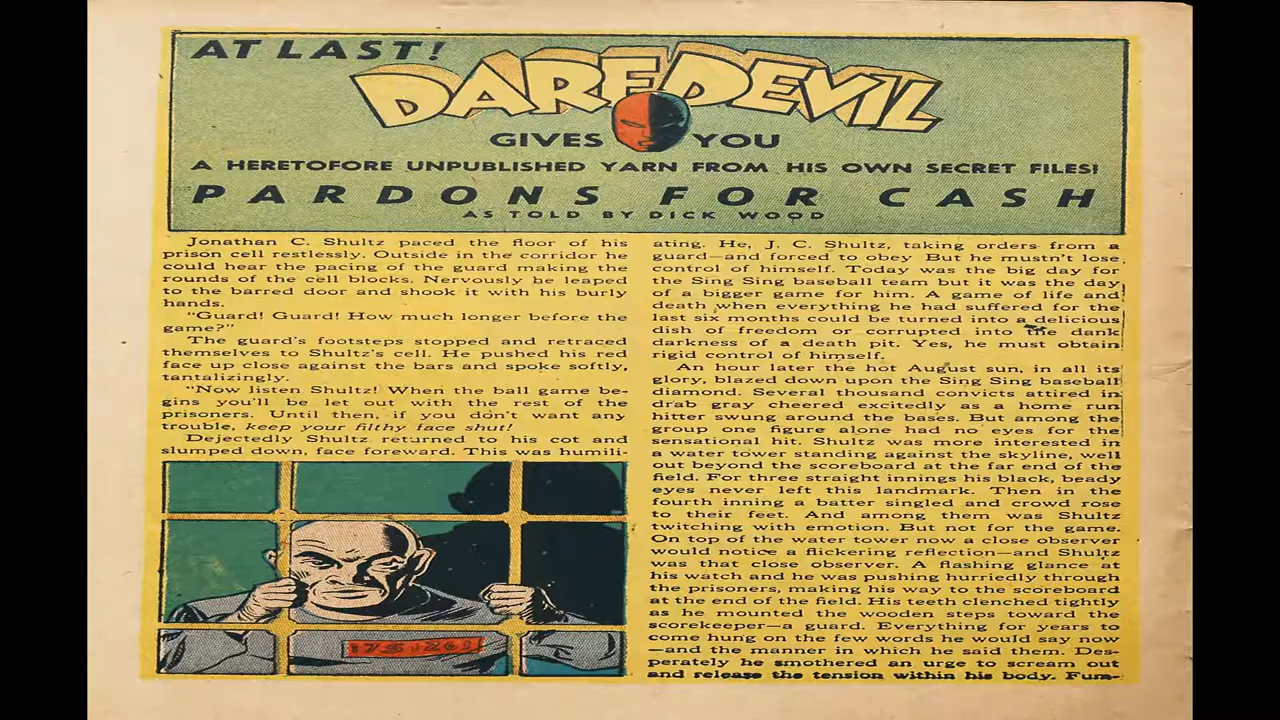 AT LAST!
DAREDEVIL
GIVES YOU
A HERETOFORE UNPUBLISHED YARN FROM HIS OWN SECRET FILES!
PARDONS FOR CASH
AS TOLD BY DICK WOOD
Jonathan C. Shultz paced the floor of his
prison cell restlessly. Outside in the corridor he
could hear the pacing of the guard making the
rounds of the cell blocks. Nervously he leaped
to the barred door and shook it with his burly
hands.
"Guard! Guard! How much longer before the
game?"
The guard's footsteps stopped and retraced
themselves to Shultz's cell. He pushed his red
face up close against the bars and spoke softly,
tantalizingly.
"Now listen Shultz! When the ball game be-
gins you'll be let out with the rest of the
prisoners. Until then, if you don't want any
trouble, keep your filthy face shut!
Dejectedly Shultz returned to his cot and
slumped down, face foreward. This was humili-
ating. He, J. C. Shultz, taking orders from a
guard—and forced to obey But he mustn't lose
control of himself. Today was the big day for
the Sing Sing baseball team but it was the day
of a bigger game for him. A game of life and
death when everything he had suffered for the
last six months could be turned into a delicious
dish of freedom or corrupted into the dank
darkness of a death pit. Yes, he must obtain
rigid control of himself.
An hour later the hot August sun, in all its
glory, blazed down upon the Sing Sing baseball
diamond. Several thousand convicts attired in
drab gray cheered excitedly as a home run
hitter swung around the bases. But among the
group one figure alone had no eyes for the
sensational hit. Shultz was more interested in
a water tower standing against the skyline, well
out beyond the scoreboard at the far end of the
field. For three straight innings his black, beady
eyes never left this landmark. Then in the
fourth inning a batter singled and crowd rose
to their feet. And among them was Shultz
twitching with emotion. But not for the game.
On top of the water tower now a close observer
would notice a flickering reflection—and Shultz
was that close observer. A flashing glance at
his watch and he was pushing hurriedly through
the prisoners, making his way to the scoreboard
at the end of the field. His teeth clenched tightly
as he mounted the wooden steps toward the
scorekeeper—a guard. Everything for years to
come hung on the few words he would say now
—and the manner in which he said them. Des-
perately he smothered an urge to scream out
and release the tension within his body. Fum-